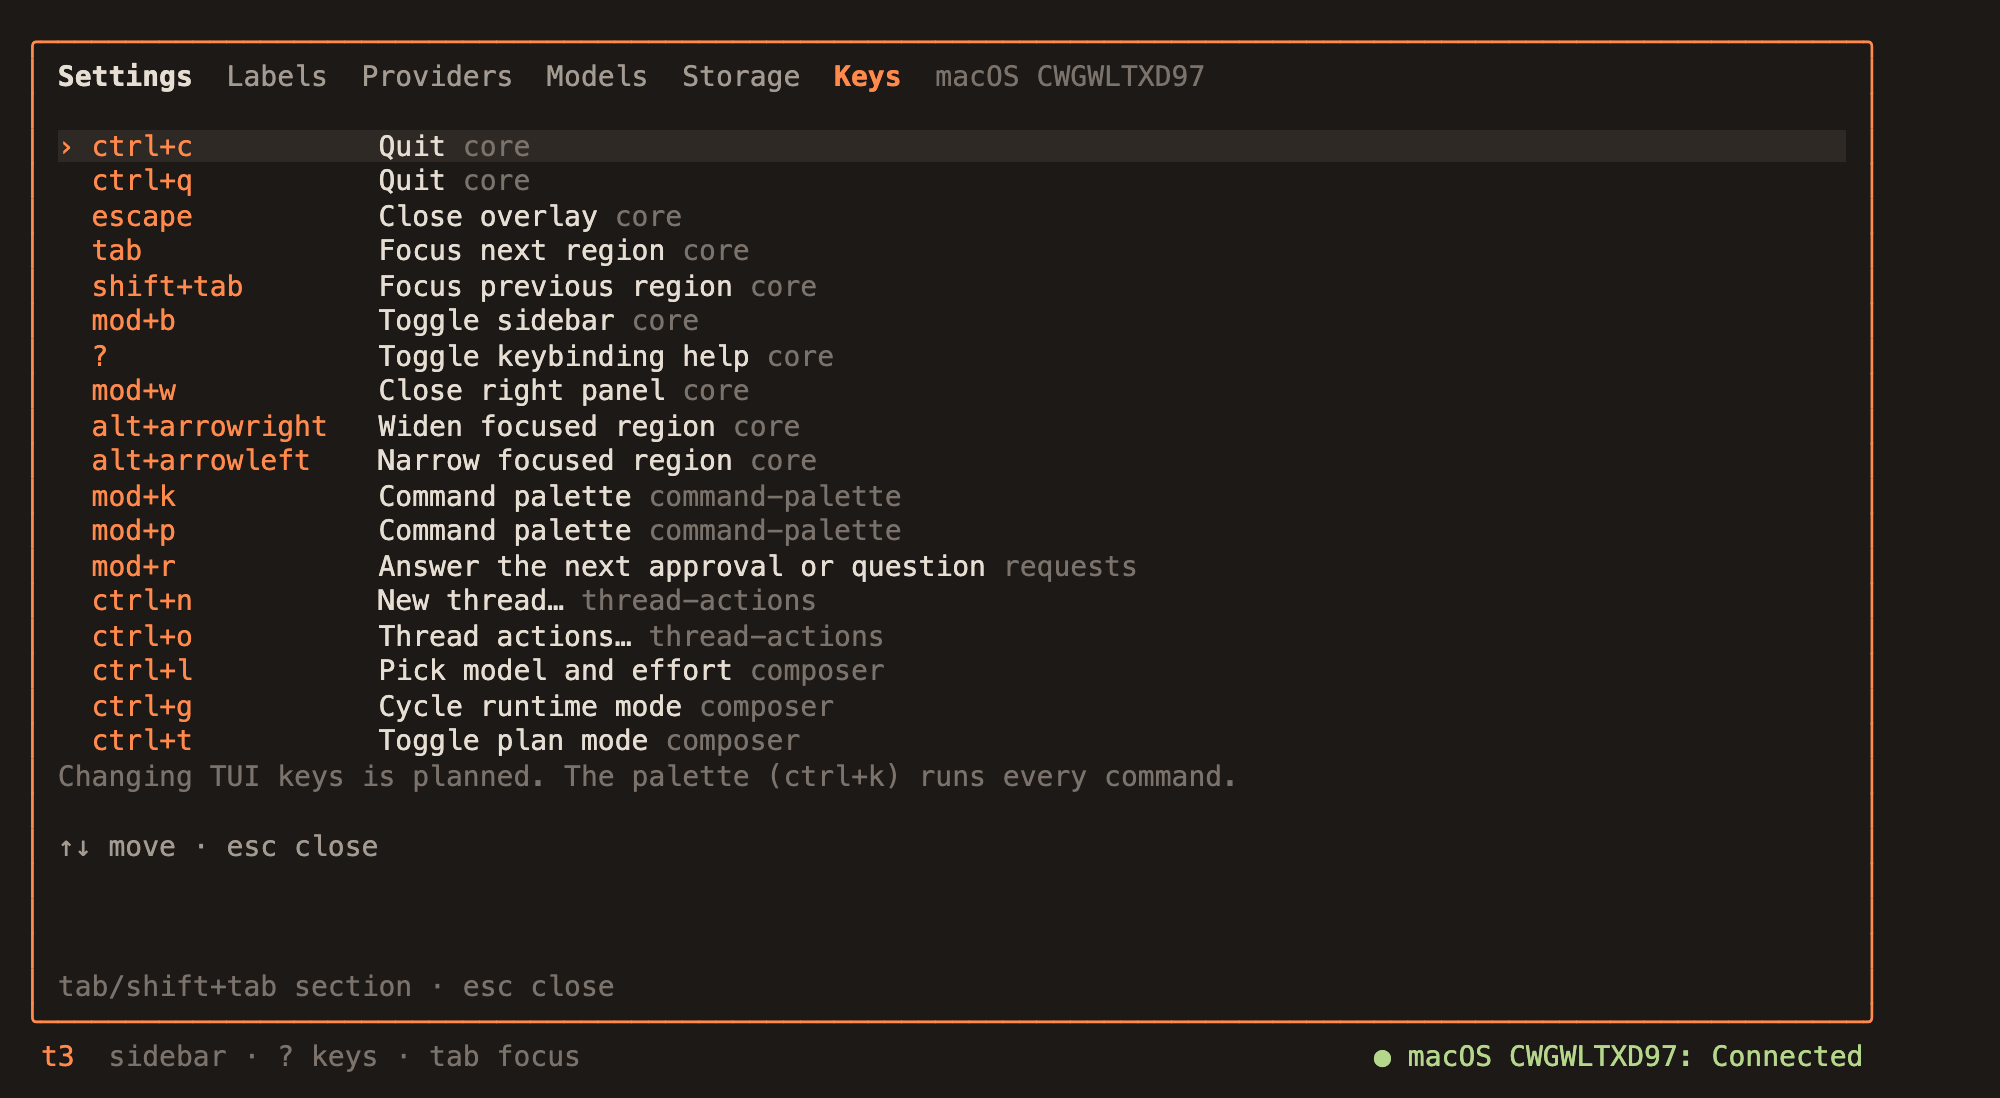 Settings Labels Providers Models Storage Keys macOS CWGWLTXD97
› ctrl+c Quit core
ctrl+q Quit core
escape Close overlay core
tab Focus next region core
shift+tab Focus previous region core
mod+b Toggle sidebar core
? Toggle keybinding help core
mod+w Close right panel core
alt+arrowright Widen focused region core
alt+arrowleft Narrow focused region core
mod+k Command palette command-palette
mod+p Command palette command-palette
mod+r Answer the next approval or question requests
ctrl+n New thread… thread-actions
ctrl+o Thread actions… thread-actions
ctrl+l Pick model and effort composer
ctrl+g Cycle runtime mode composer
ctrl+t Toggle plan mode composer
Changing TUI keys is planned. The palette (ctrl+k) runs every command.
↑↓ move · esc close
tab/shift+tab section · esc close
t3 sidebar · ? keys · tab focus ● macOS CWGWLTXD97: Connected